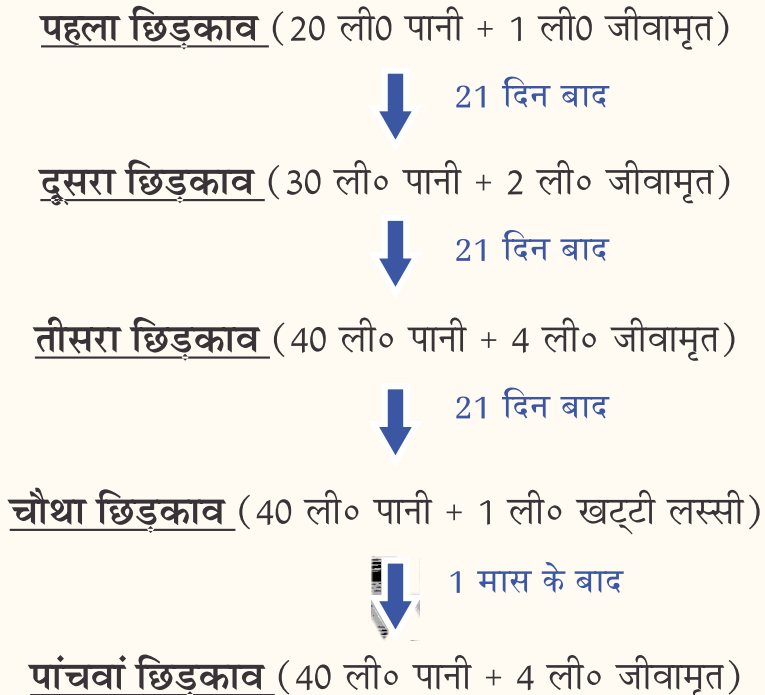 पहला छिड़काव (20 ली0 पानी + 1 ली0 जीवामृत)
21 दिन बाद
दूसरा छिड़काव (30 ली० पानी + 2 ली० जीवामृत)
21 दिन बाद
तीसरा छिड़काव (40 ली० पानी + 4 ली० जीवामृत)
21 दिन बाद
चौथा छिड़काव (40 ली० पानी + 1 ली० खट्टी लस्सी)
1 मास के बाद
पांचवां छिड़काव (40 ली० पानी + 4 ली० जीवामृत)